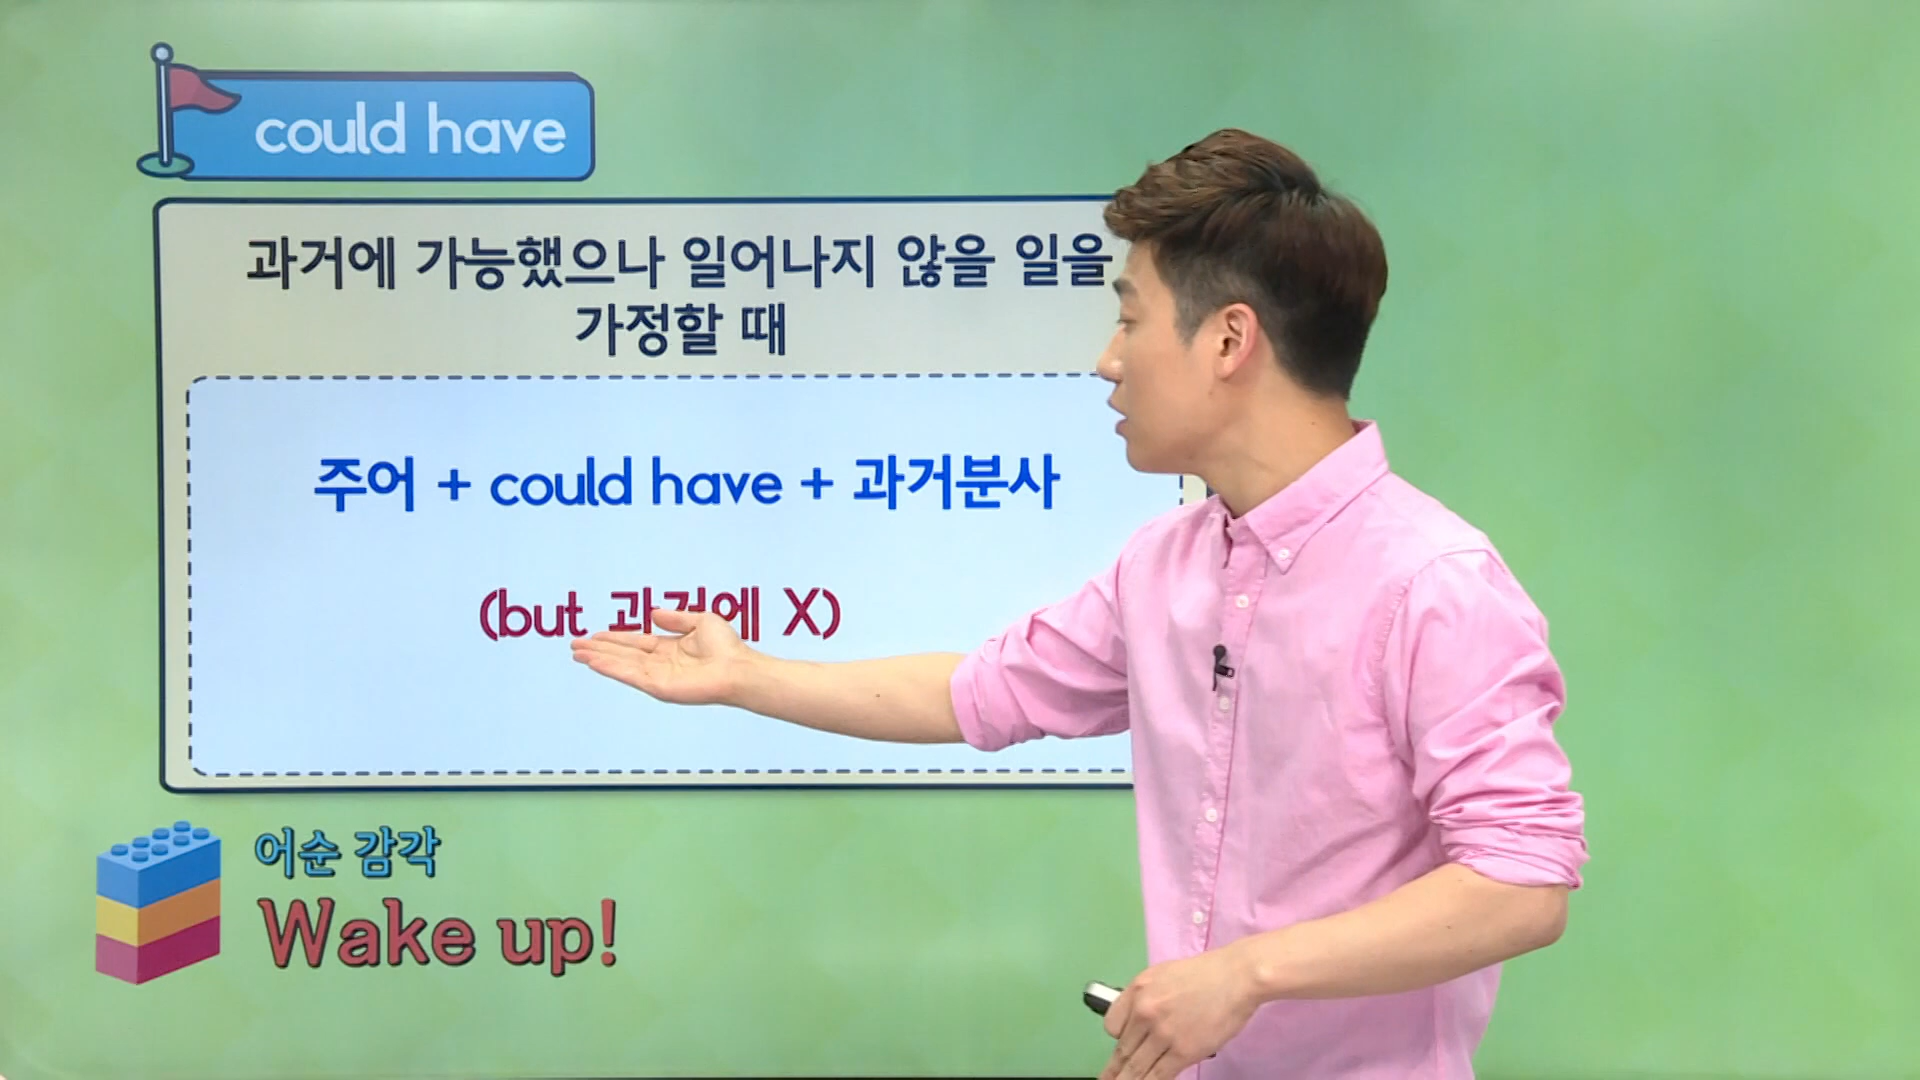 could have
과거에 가능했으나 일어나지 않을 일을
가정할 때
주어 + could have + 과거분사
(but 과거에 X)
어순 감각
Wake up!